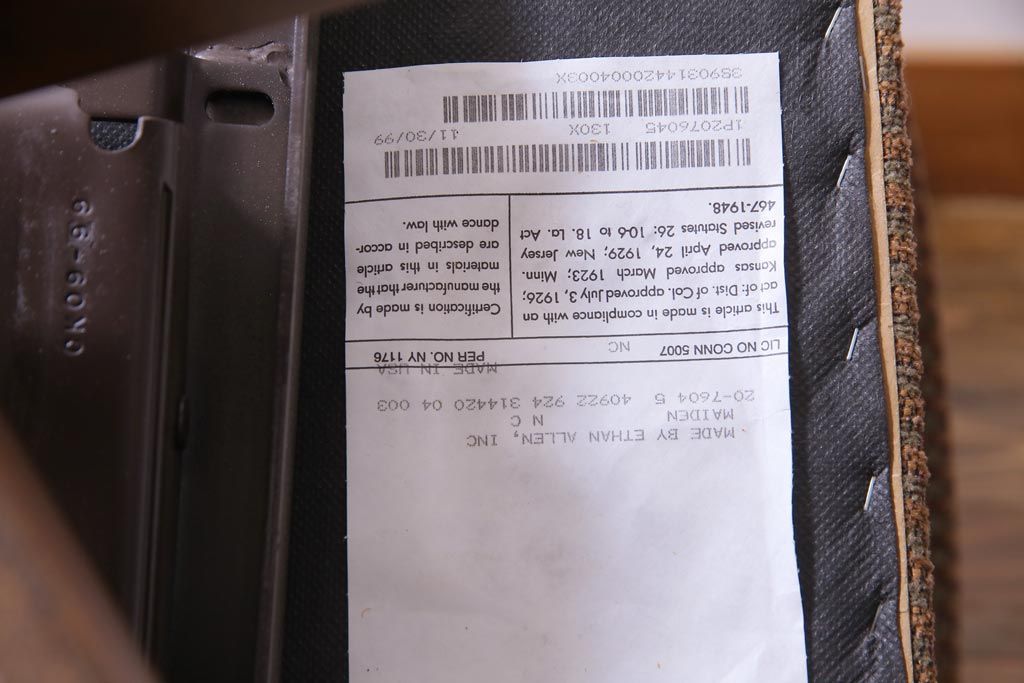 MADE BY ETHAN ALLEN, INC
MAIDEN N C
20-7604 5 40922 924 314420 04 003
MADE IN USA
LIC NO CONN 5007 NC PER NO. NY 1176
This article is made in compliance with an
act of: Dist. of Col. approved July 3, 1926;
Kansas approved March 1923; Minn.
approved April 24, 1929; New Jersey
revised Statutes 26: 10-6 to 18. La. Act
467-1948.
Certification is made by
the manufacturer that the
materials in this article
are described in accor-
dance with law.
1P2076045 130X 11/30/99
3S90314420004003X
OK09-99